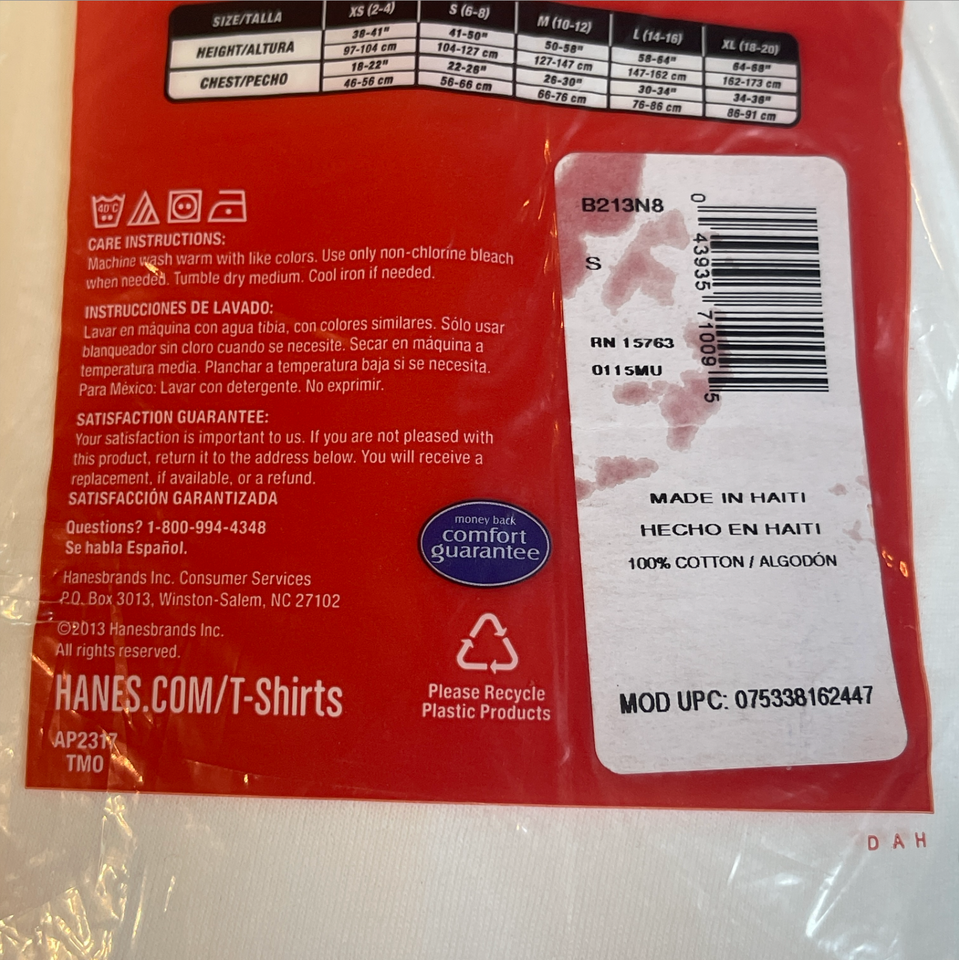 SIZE/TALLA XS (2-4) S (6-8) M (10-12) L (14-16) XL (18-20)
HEIGHT/ALTURA 38-41" 41-50" 50-58" 58-64" 64-68"
97-104 cm 104-127 cm 127-147 cm 147-162 cm 162-173 cm
CHEST/PECHO 18-22" 22-26" 26-30" 30-34" 34-36"
46-56 cm 56-66 cm 66-76 cm 76-86 cm 86-91 cm
40°C
CARE INSTRUCTIONS:
Machine wash warm with like colors. Use only non-chlorine bleach
when needed. Tumble dry medium. Cool iron if needed.
INSTRUCCIONES DE LAVADO:
Lavar en máquina con agua tibia, con colores similares. Sólo usar
blanqueador sin cloro cuando se necesite. Secar en máquina a
temperatura media. Planchar a temperatura baja si se necesita.
Para México: Lavar con detergente. No exprimir.
SATISFACTION GUARANTEE:
Your satisfaction is important to us. If you are not pleased with
this product, return it to the address below. You will receive a
replacement, if available, or a refund.
SATISFACCIÓN GARANTIZADA
Questions? 1-800-994-4348
Se habla Español.
Hanesbrands Inc. Consumer Services
P.O. Box 3013, Winston-Salem, NC 27102
©2013 Hanesbrands Inc.
All rights reserved.
HANES.COM/T-Shirts
AP2317
TMO
money back
comfort
guarantee
Please Recycle
Plastic Products
B213N8
S
RN 15763
0115MU
0 43935 71009 5
MADE IN HAITI
HECHO EN HAITI
100% COTTON / ALGODÓN
MOD UPC: 075338162447
D A H